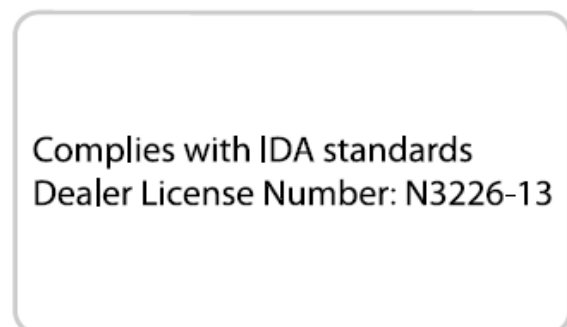 Complies with IDA standards
Dealer License Number: N3226-13